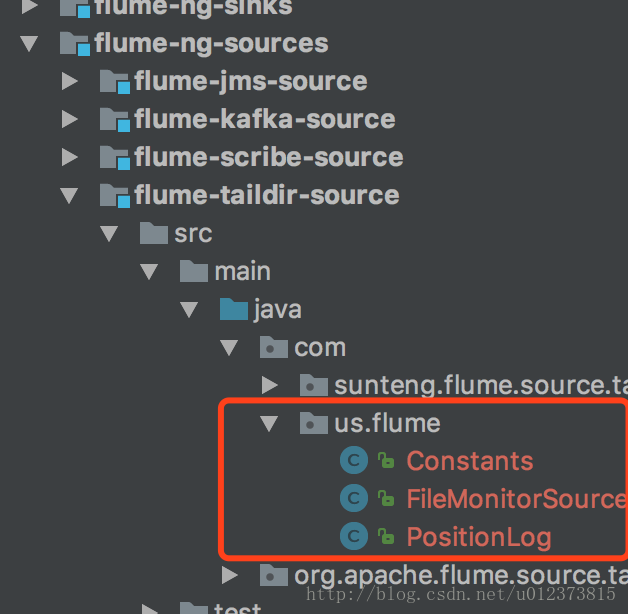 flume-ng-sinks
flume-ng-sources
flume-jms-source
flume-kafka-source
flume-scribe-source
flume-taildir-source
src
main
java
com
sunteng.flume.source.ta
us.flume
Constants
FileMonitorSource
PositionLog
org.apache.flume.source.ta
http://blog.csdn.net/u012373815
test